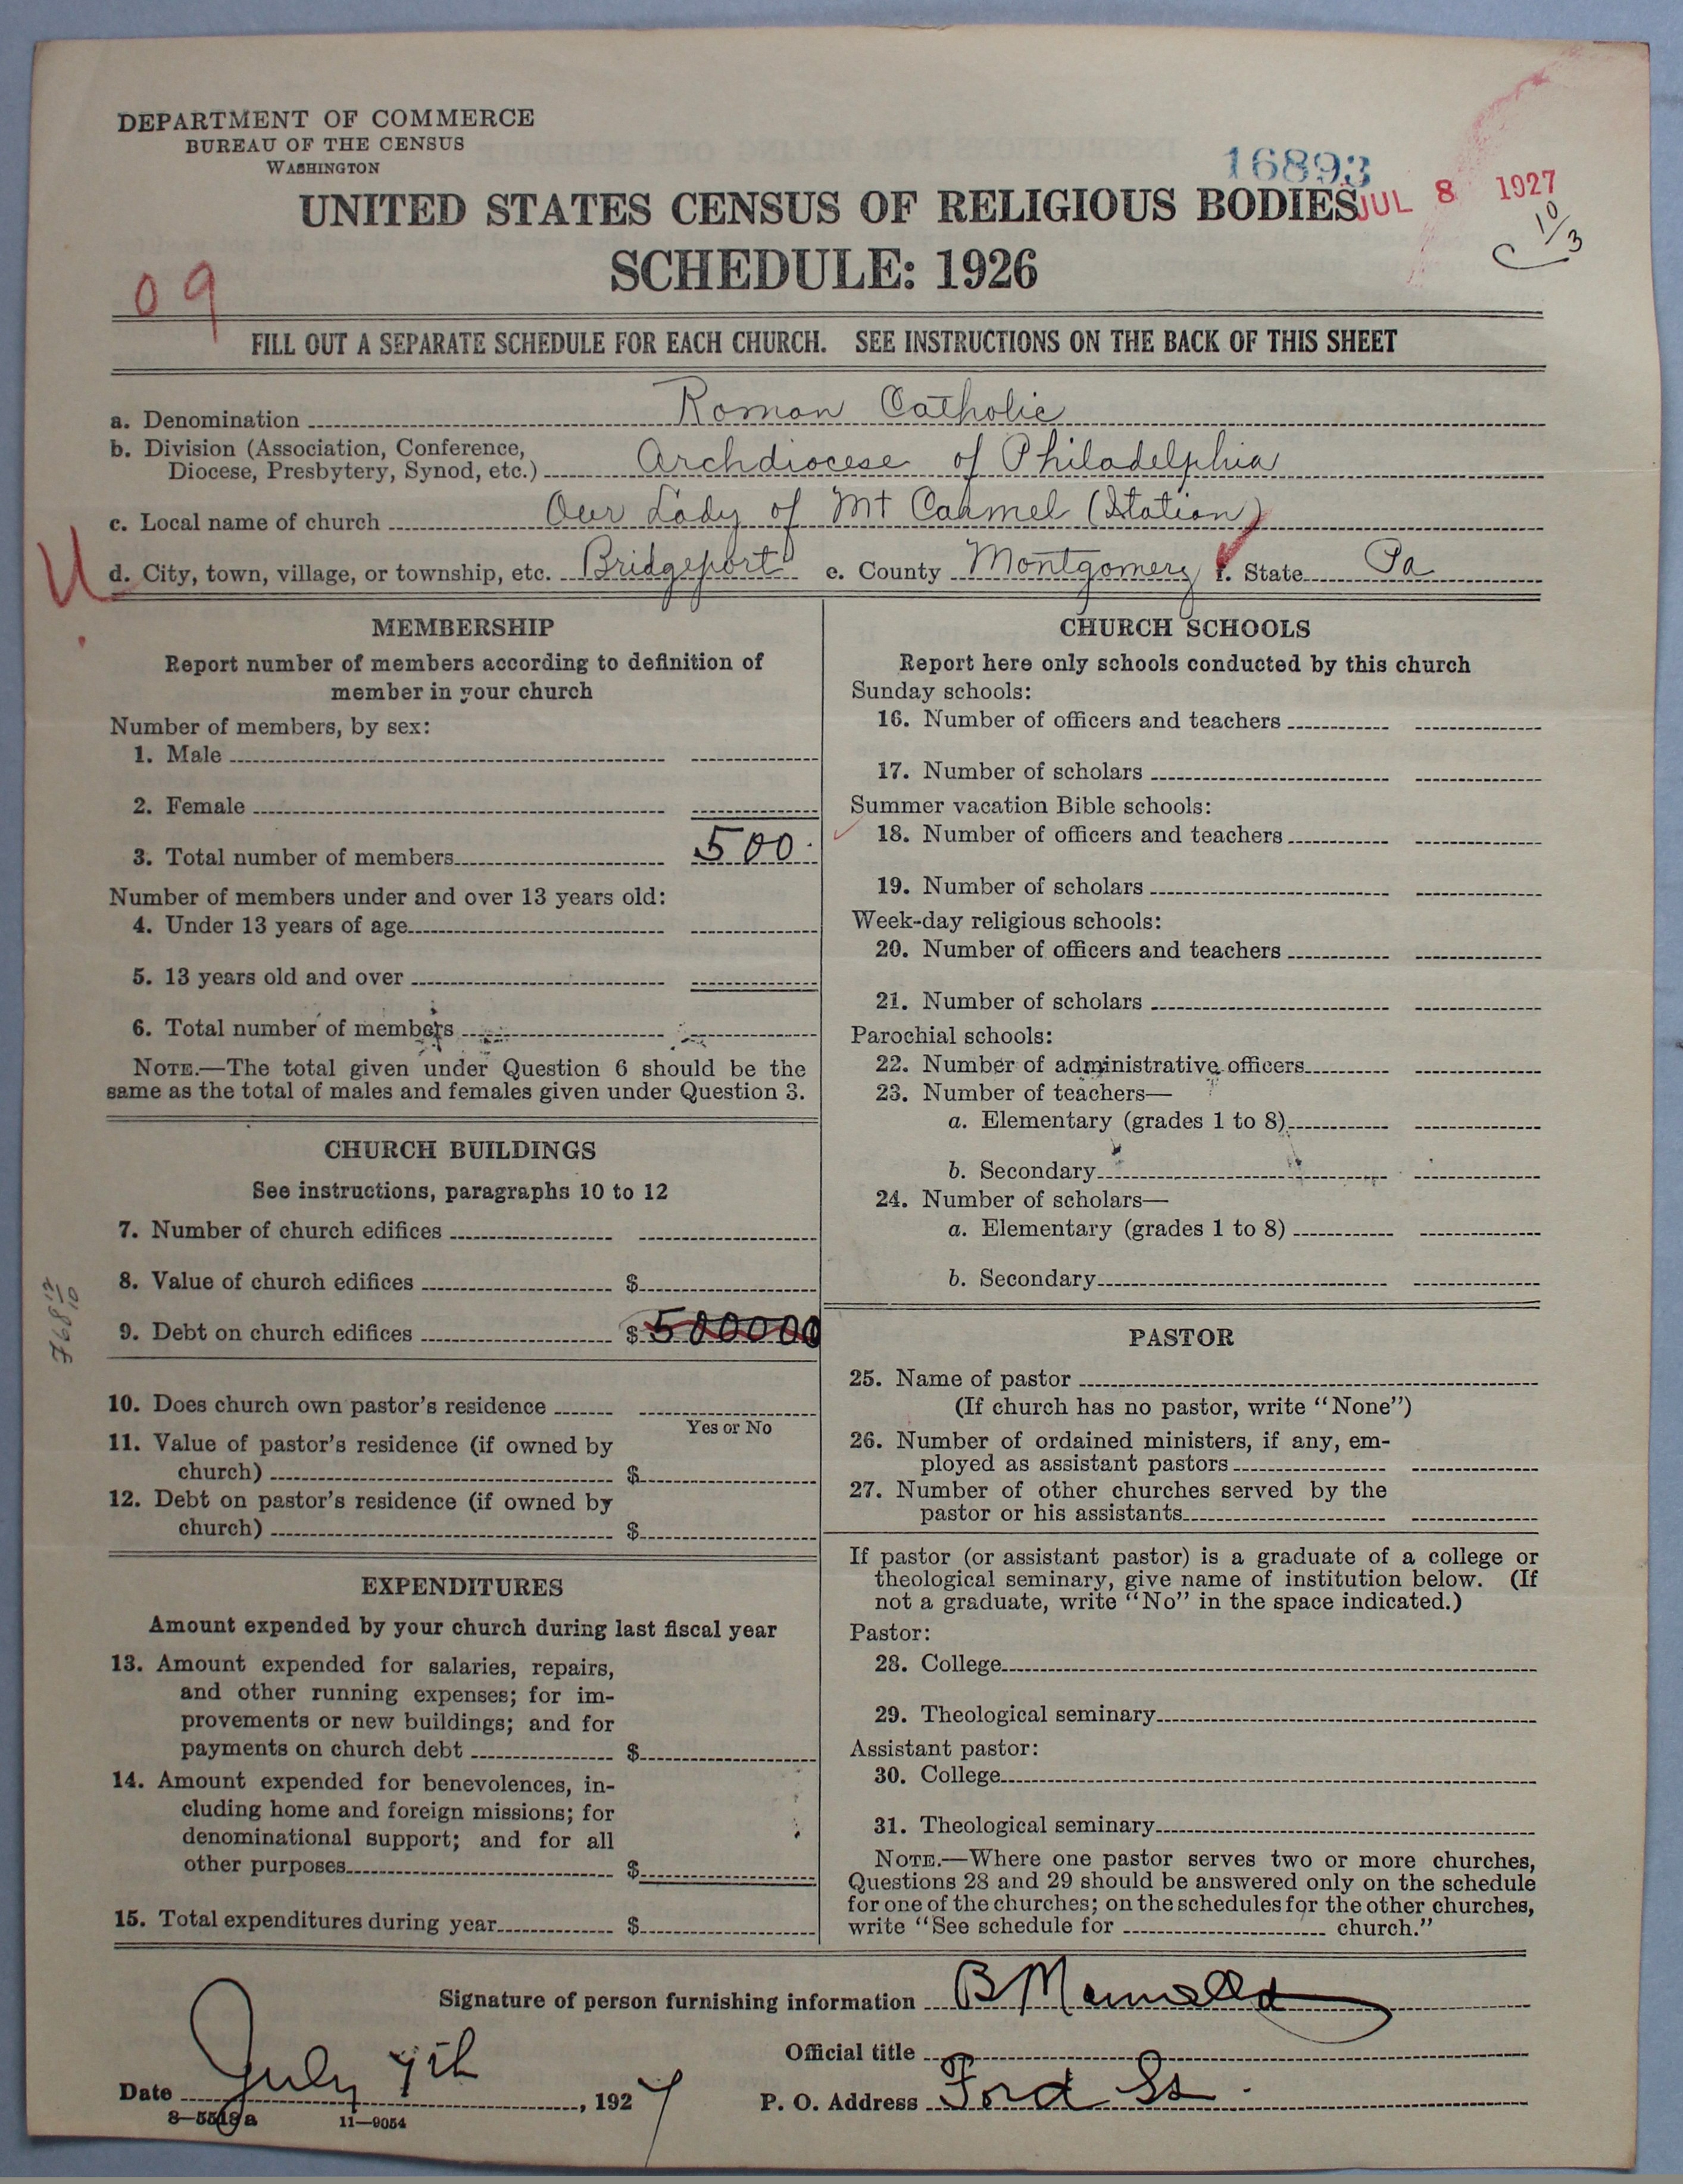 DEPARTMENT OF COMMERCE
BUREAU OF THE CENSUS
WASHINGTON
16893
JUL 8 1927
UNITED STATES CENSUS OF RELIGIOUS BODIES
10/3
SCHEDULE: 1926
09
FILL OUT A SEPARATE SCHEDULE FOR EACH CHURCH. SEE INSTRUCTIONS ON THE BACK OF THIS SHEET
a. Denomination Roman Catholic
b. Division (Association, Conference,
Diocese, Presbytery, Synod, etc.) Archdiocese of Philadelphia
c. Local name of church Our Lady of Mt Carmel (Station)
U d. City, town, village, or township, etc. Bridgeport e. County Montgomery f. State Pa
MEMBERSHIP
Report number of members according to definition of
member in your church
Number of members, by sex:
1. Male
2. Female
3. Total number of members 500
Number of members under and over 13 years old:
4. Under 13 years of age
5. 13 years old and over
6. Total number of members
NOTE.—The total given under Question 6 should be the
same as the total of males and females given under Question 3.
CHURCH BUILDINGS
See instructions, paragraphs 10 to 12
7. Number of church edifices
8. Value of church edifices $
9. Debt on church edifices $ 500000
10. Does church own pastor's residence
Yes or No
11. Value of pastor's residence (if owned by
church) $
12. Debt on pastor's residence (if owned by
church) $
EXPENDITURES
Amount expended by your church during last fiscal year
13. Amount expended for salaries, repairs,
and other running expenses; for im-
provements or new buildings; and for
payments on church debt $
14. Amount expended for benevolences, in-
cluding home and foreign missions; for
denominational support; and for all
other purposes $
15. Total expenditures during year $
CHURCH SCHOOLS
Report here only schools conducted by this church
Sunday schools:
16. Number of officers and teachers
17. Number of scholars
Summer vacation Bible schools:
18. Number of officers and teachers
19. Number of scholars
Week-day religious schools:
20. Number of officers and teachers
21. Number of scholars
Parochial schools:
22. Number of administrative officers
23. Number of teachers—
a. Elementary (grades 1 to 8)
b. Secondary
24. Number of scholars—
a. Elementary (grades 1 to 8)
b. Secondary
PASTOR
25. Name of pastor
(If church has no pastor, write "None")
26. Number of ordained ministers, if any, em-
ployed as assistant pastors
27. Number of other churches served by the
pastor or his assistants
If pastor (or assistant pastor) is a graduate of a college or
theological seminary, give name of institution below. (If
not a graduate, write "No" in the space indicated.)
Pastor:
28. College
29. Theological seminary
Assistant pastor:
30. College
31. Theological seminary
NOTE.—Where one pastor serves two or more churches,
Questions 28 and 29 should be answered only on the schedule
for one of the churches; on the schedules for the other churches,
write "See schedule for church."
Signature of person furnishing information B
Official title
Date July 7th, 1927 P. O. Address Ford St.
8—5518a 11—9054